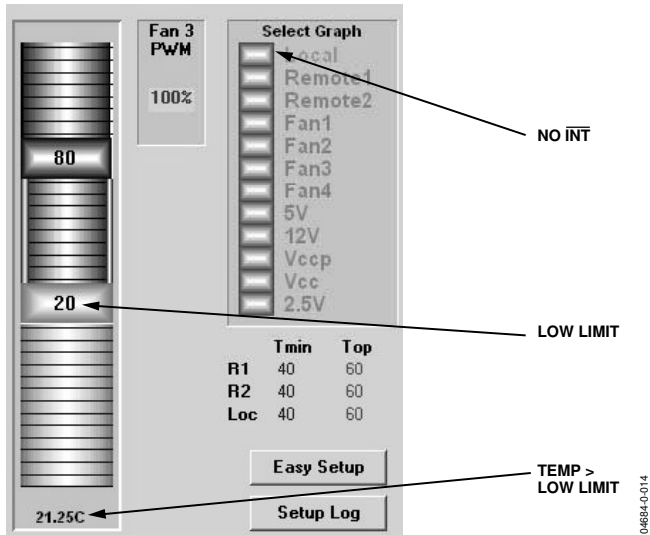 Fan 3
PWM
100%
80
20
21.25C
Select Graph
Local
Remote1
Remote2
Fan1
Fan2
Fan3
Fan4
5V
12V
Vccp
Vcc
2.5V
Tmin Top
R1 40 60
R2 40 60
Loc 40 60
Easy Setup
Setup Log
NO I̅N̅T̅
LOW LIMIT
TEMP >
LOW LIMIT
04684-0-014